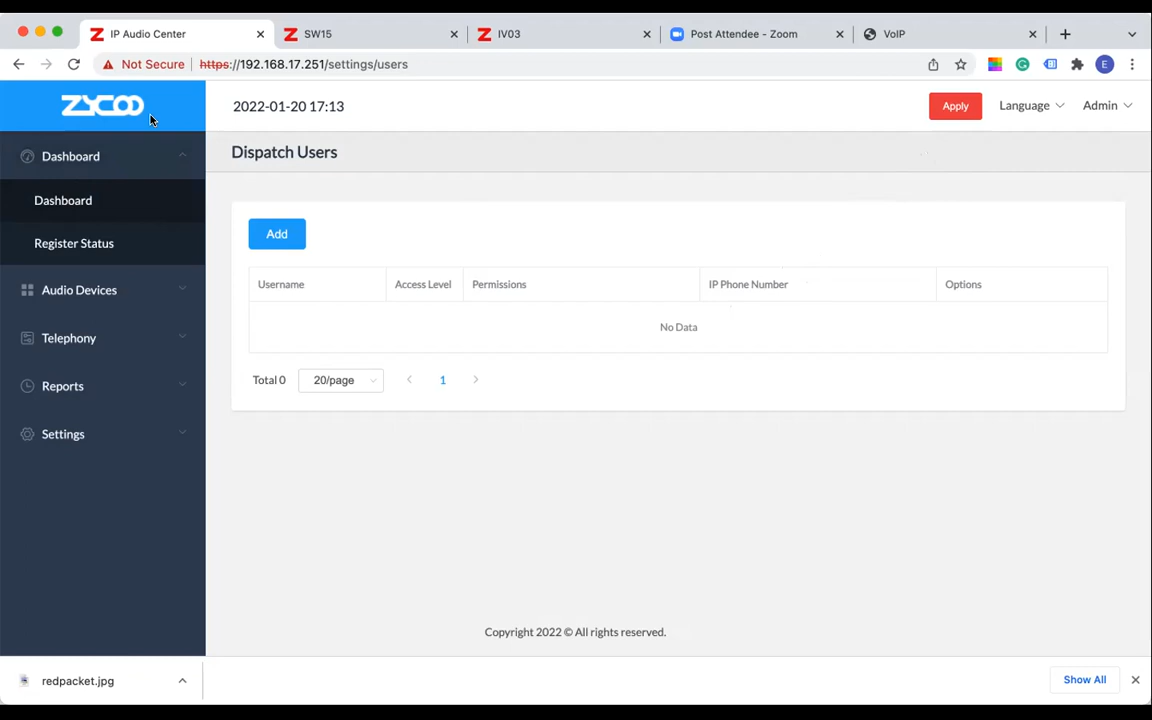 IP Audio Center
SW15
IV03
Post Attendee - Zoom
VoIP
Not Secure
https://192.168.17.251/settings/users
E
ZYCOO
2022-01-20 17:13
Apply
Language
Admin
Dashboard
Dispatch Users
Dashboard
Register Status
Audio Devices
Telephony
Reports
Settings
Add
Username
Access Level
Permissions
IP Phone Number
Options
No Data
Total 0
20/page
1
Copyright 2022 © All rights reserved.
redpacket.jpg
Show All